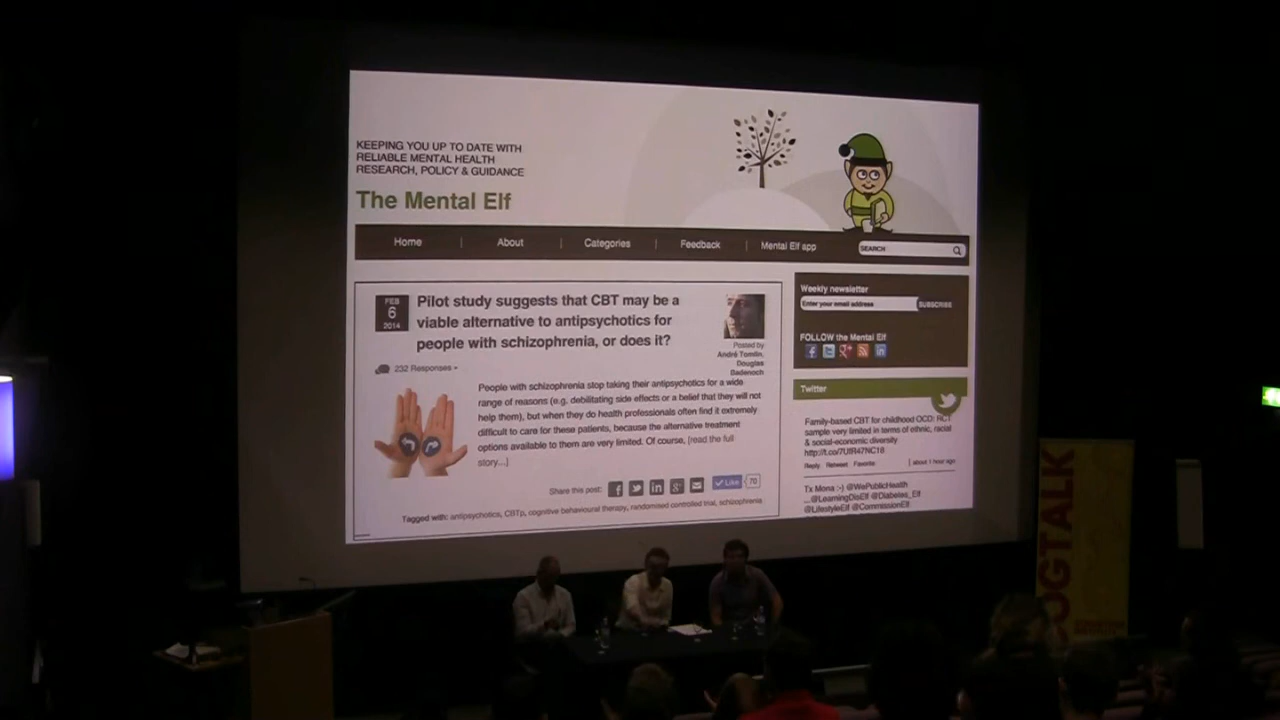 KEEPING YOU UP TO DATE WITH
RELIABLE MENTAL HEALTH
RESEARCH, POLICY & GUIDANCE
The Mental Elf
Home | About | Categories | Feedback | Mental Elf app
SEARCH
FEB
6
2014
Pilot study suggests that CBT may be a
viable alternative to antipsychotics for
people with schizophrenia, or does it?
Posted by
André Tomlin,
Douglas
Badenoch
232 Responses
People with schizophrenia stop taking their antipsychotics for a wide
range of reasons (e.g. debilitating side effects or a belief that they will not
help them), but when they do health professionals often find it extremely
difficult to care for these patients, because the alternative treatment
options available to them are very limited. Of course, [read the full
story...]
Share this post:
Like
70
Tagged with: antipsychotics, CBTp, cognitive behavioural therapy, randomised controlled trial, schizophrenia
Weekly newsletter
Enter your email address
SUBSCRIBE
FOLLOW the Mental Elf
Twitter
Family-based CBT for childhood OCD: RCT
sample very limited in terms of ethnic, racial
& social-economic diversity
Reply Retweet Favorite | about 1 hour ago
Tx Mona :-) @WePublicHealth
...@LearningDisElf @Diabetes_Elf
@LifestyleElf @CommissionElf
OGTALK